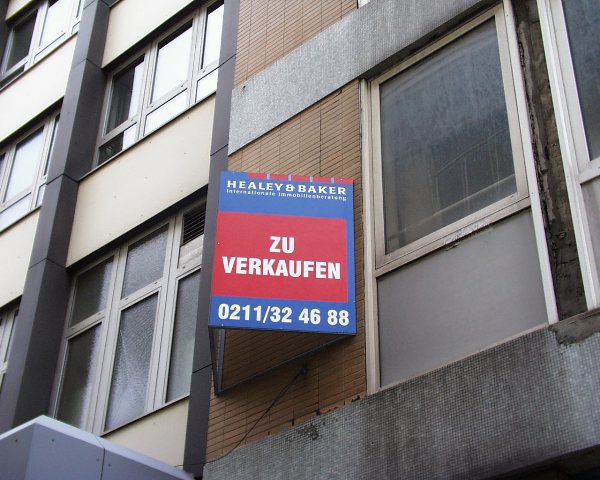 HEALEY & BAKER
Internationale Immobilienberatung
ZU
VERKAUFEN
0211/32 46 88